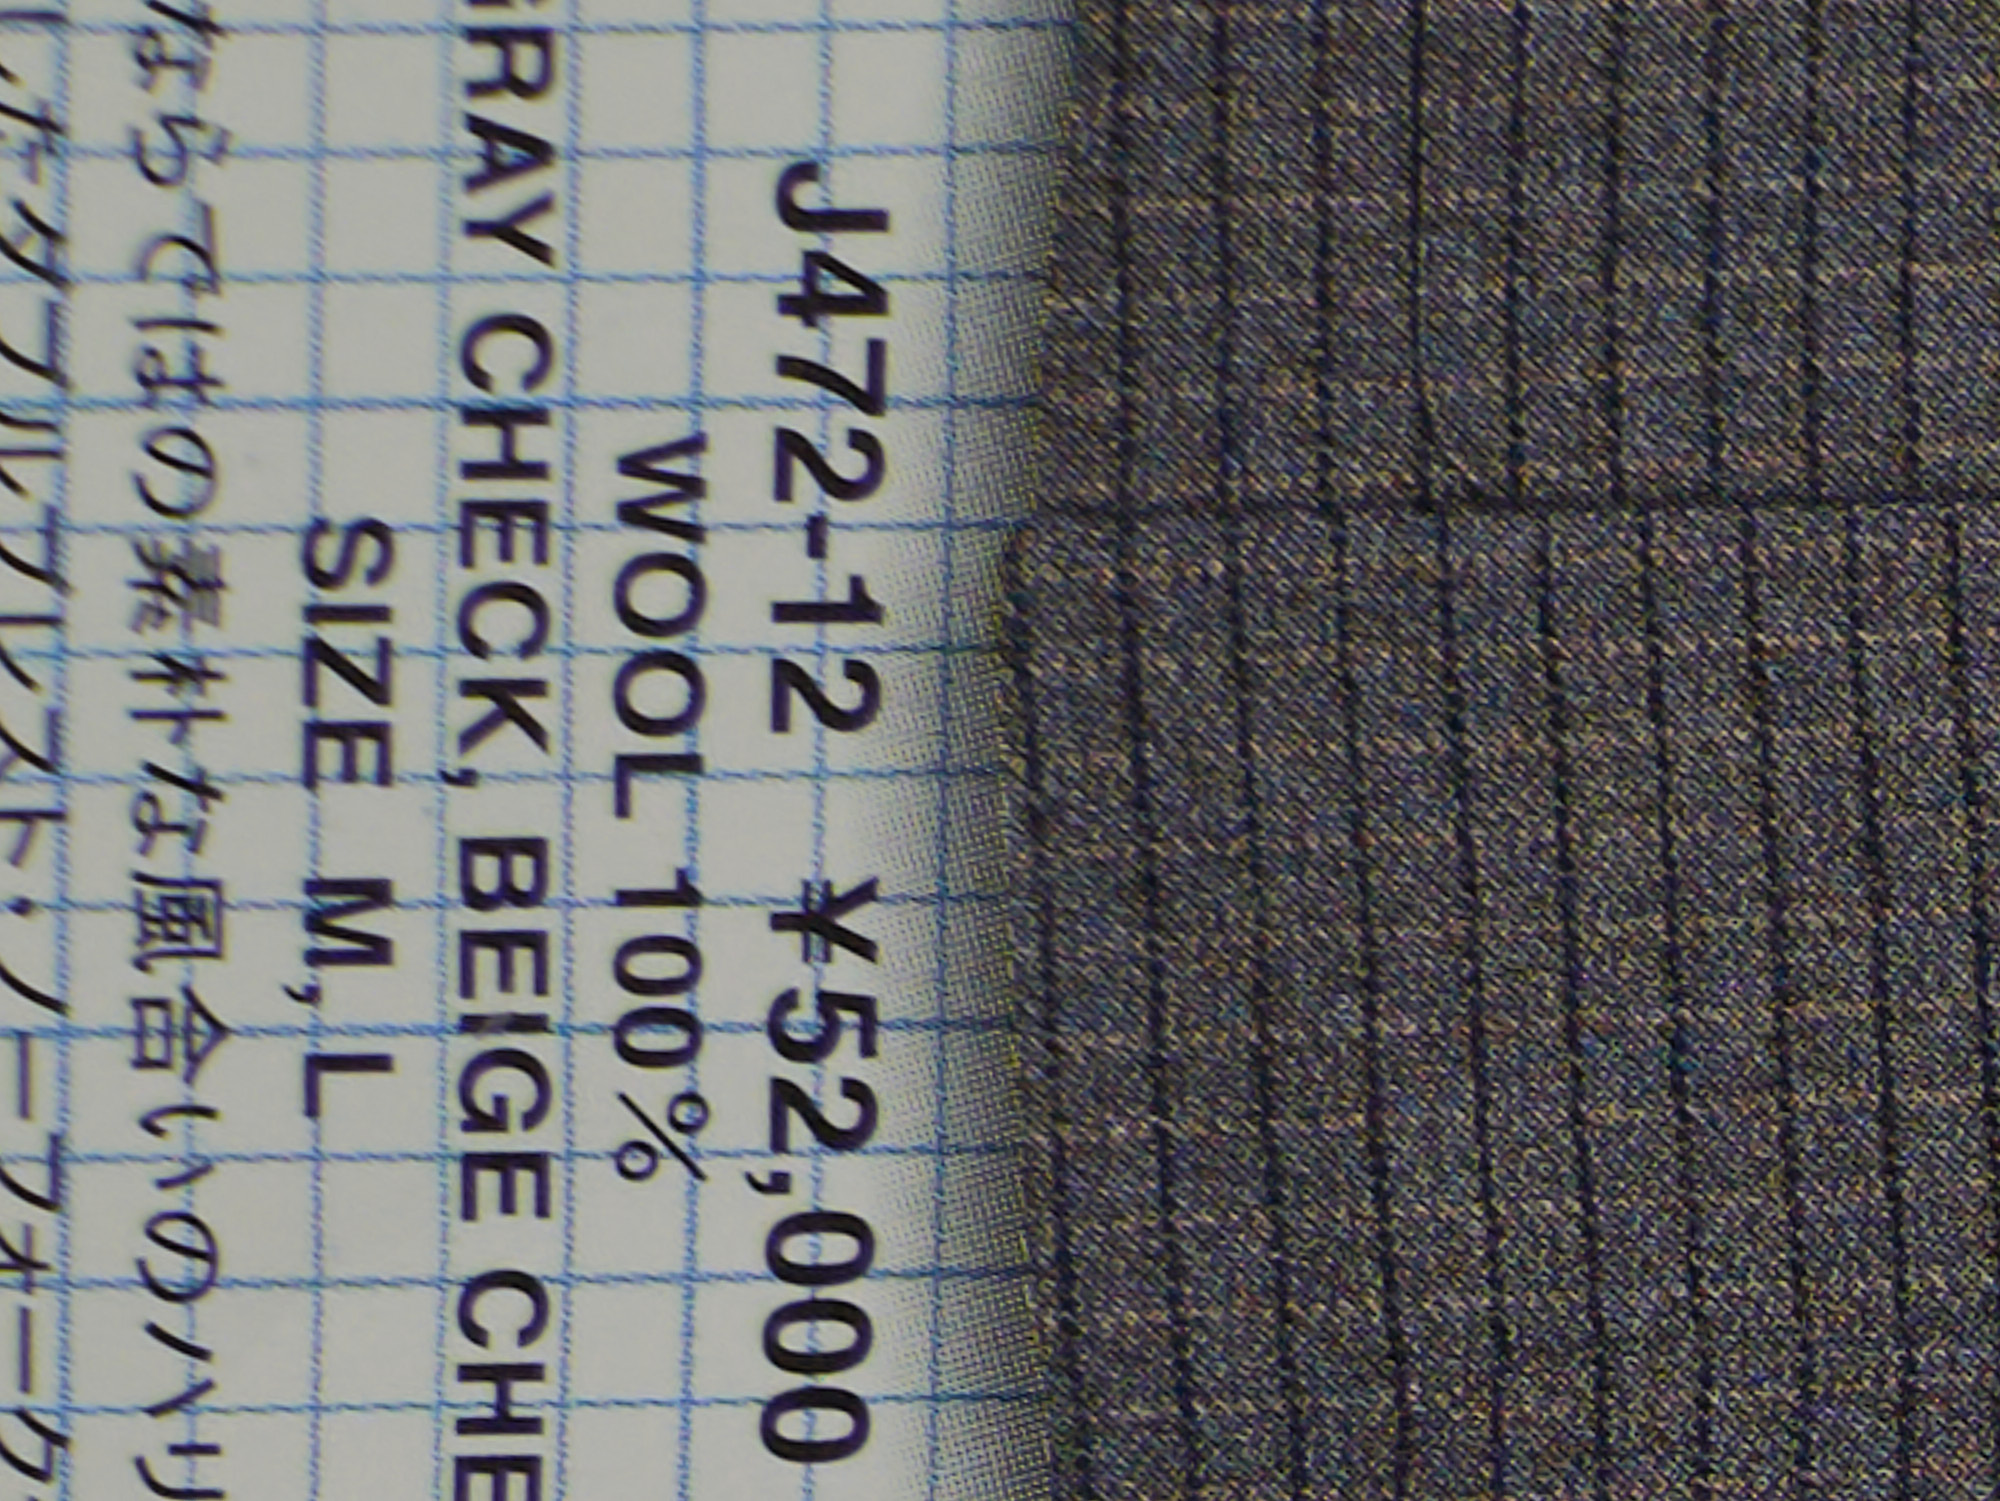 J472-12 ¥52,000
WOOL 100%
GRAY CHECK, BEIGE CHE
SIZE M, L
ならではの素朴な風合いのハリ